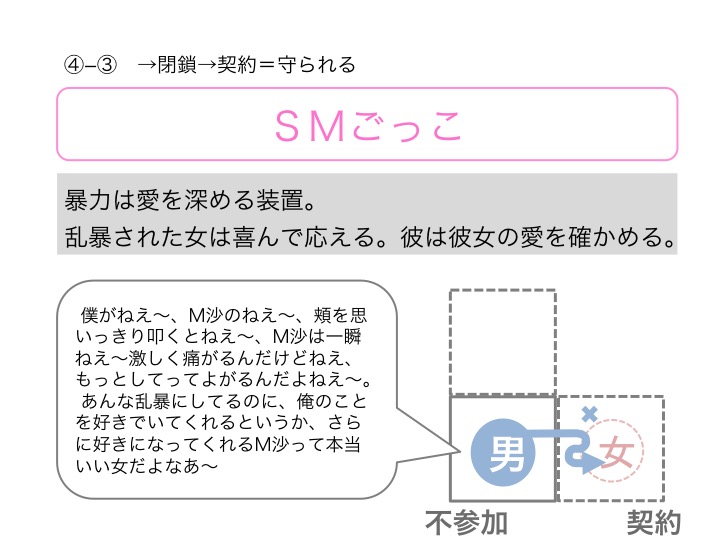 ④–③　→閉鎖→契約＝守られる
ＳＭごっこ
暴力は愛を深める装置。
乱暴された女は喜んで応える。彼は彼女の愛を確かめる。
僕がねえ〜、Ｍ沙のねえ〜、頬を思
いっきり叩くとねえ〜、Ｍ沙は一瞬
ねえ〜激しく痛がるんだけどねえ、
もっとしてってよがるんだよねえ〜。
あんな乱暴にしてるのに、俺のこと
を好きでいてくれるというか、さら
に好きになってくれるＭ沙って本当
いい女だよなあ〜
男
女
不参加
契約